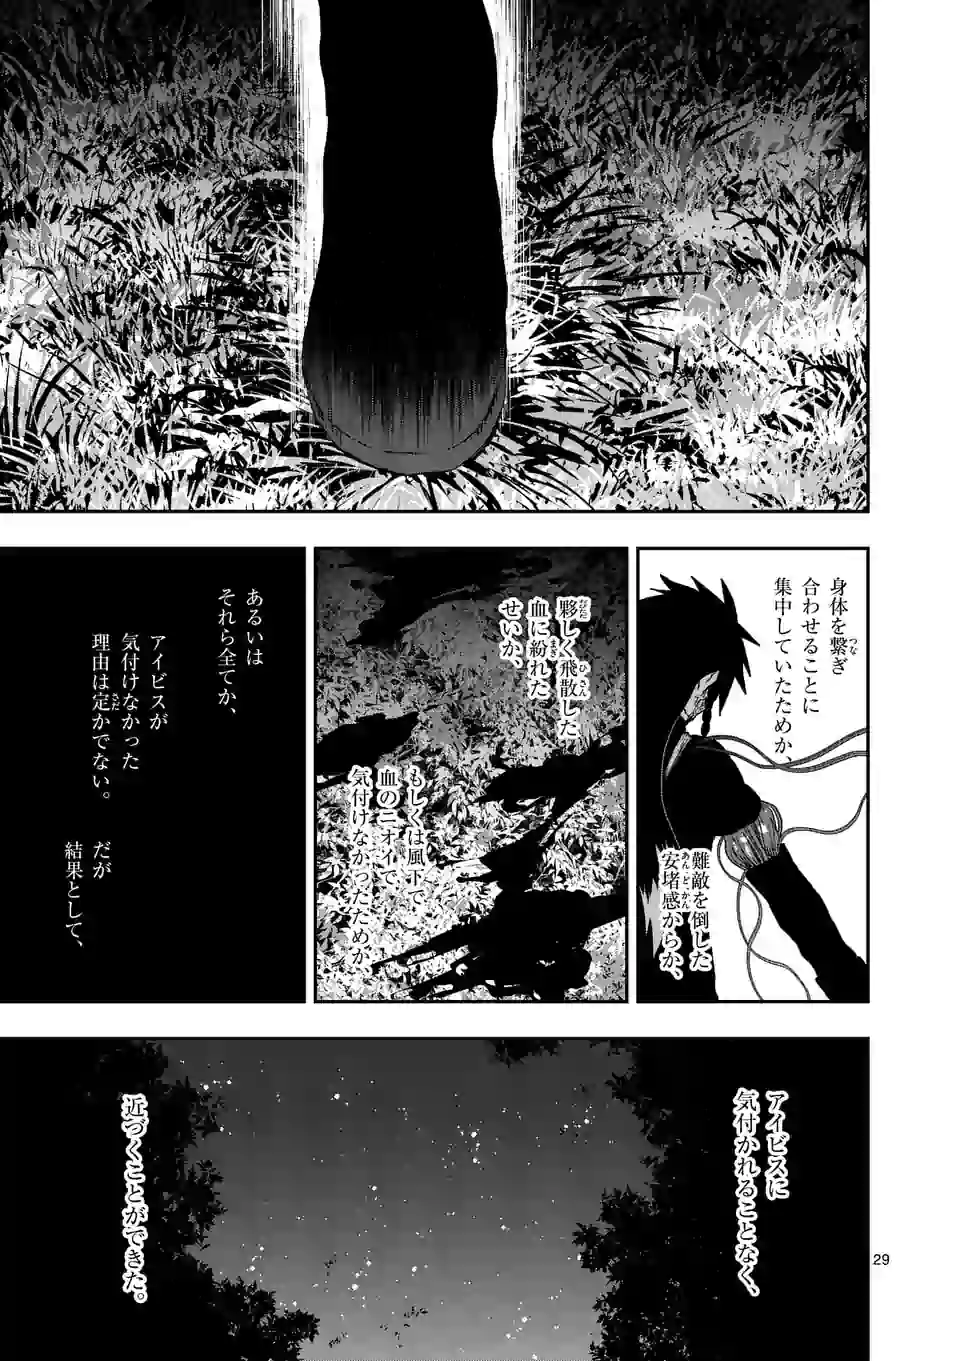 身体を繋ぎ
合わせることに
集中していたためか、
難敵を倒した
安堵感からか、
夥しく飛散した
血に紛れた
せいか、
もしくは風下で
血のニオイで
気付けなかったためか
あるいは
それら全てか、
アイビスが
気付けなかった
理由は定かでない。
だが
結果として、
アイビスに
気付かれることなく、
近づくことができた。
29